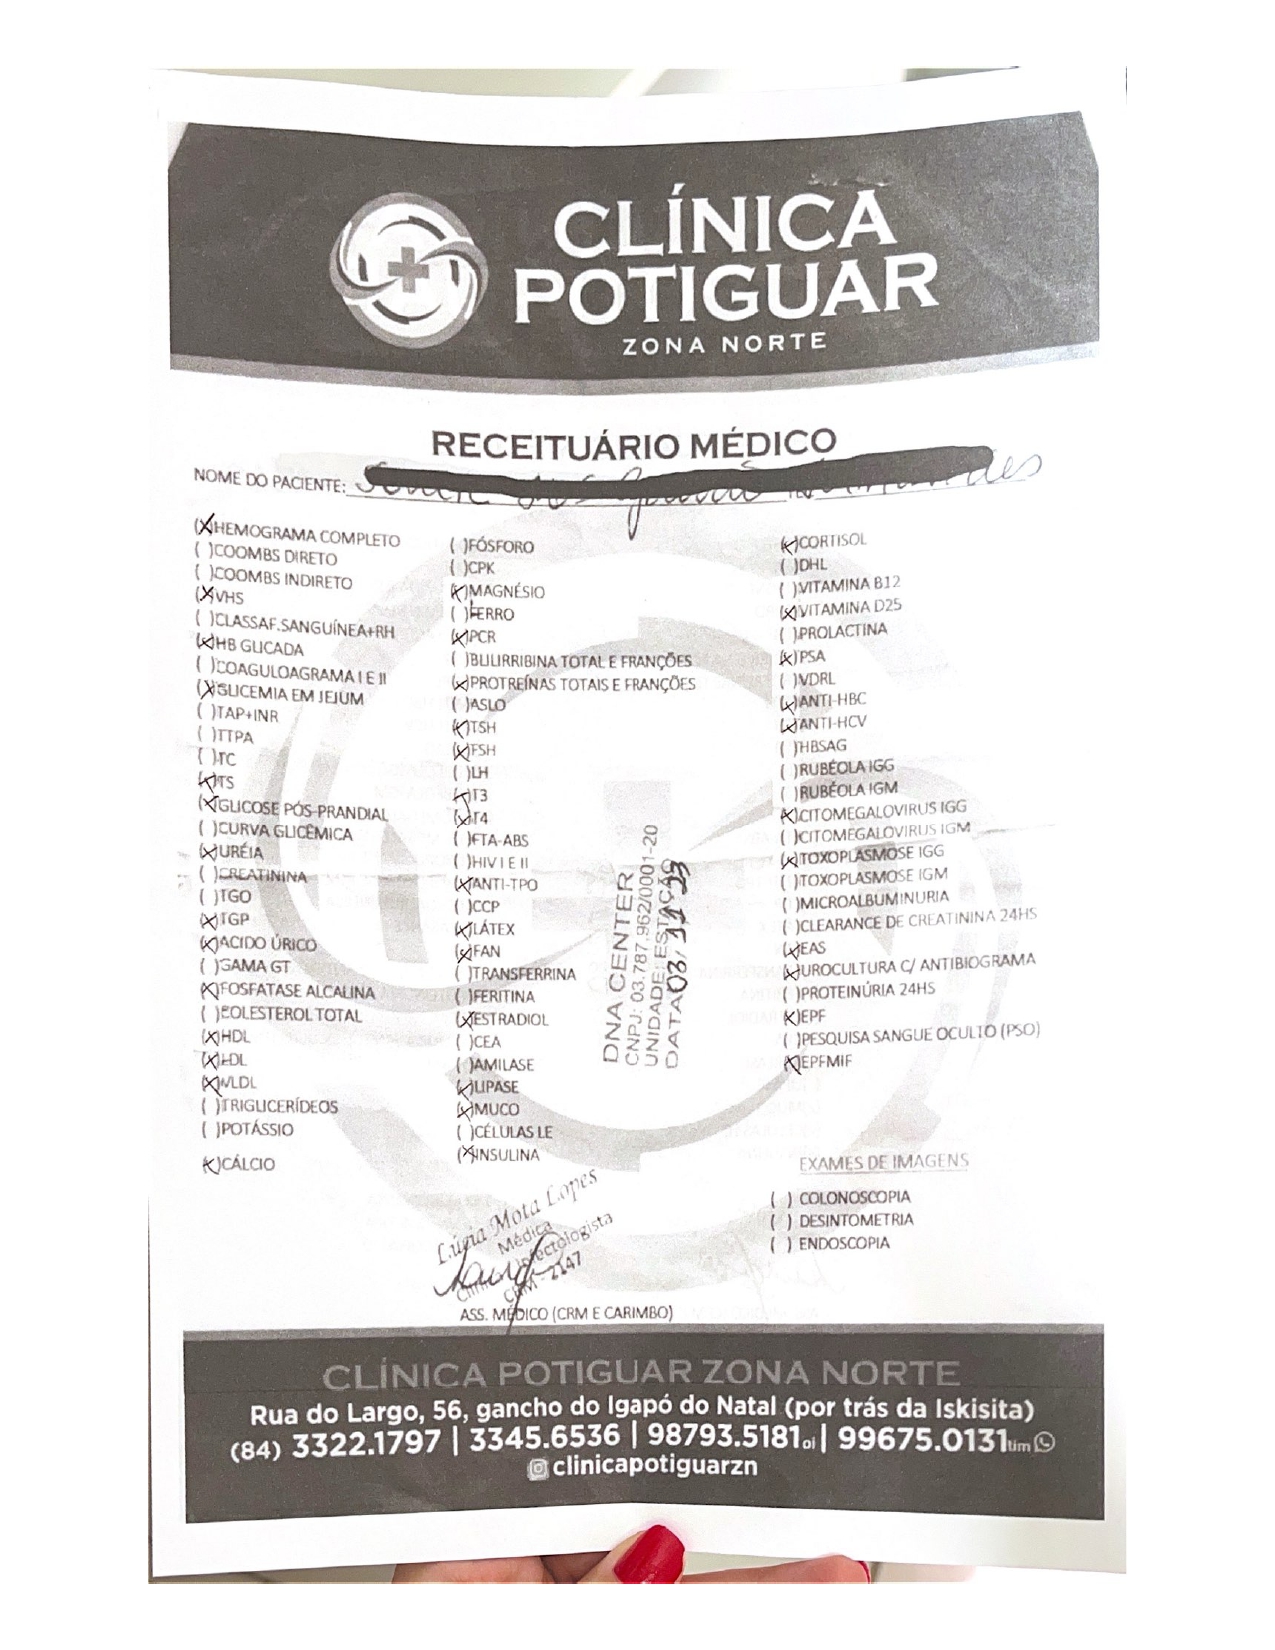 CLÍNICA
POTIGUAR
ZONA NORTE
RECEITUÁRIO MÉDICO
NOME DO PACIENTE:
(X)HEMOGRAMA COMPLETO
( )COOMBS DIRETO
( )COOMBS INDIRETO
(X)VHS
( )CLASSAF.SANGUÍNEA+RH
(X)HB GLICADA
( )COAGULOAGRAMA I E II
(X)GLICEMIA EM JEJUM
( )TAP+INR
( )TTPA
( )TC
(X)TS
(X)GLICOSE PÓS-PRANDIAL
( )CURVA GLICÊMICA
(X)URÉIA
( )CREATININA
( )TGO
(X)TGP
(X)ACIDO ÚRICO
( )GAMA GT
(X)FOSFATASE ALCALINA
( )COLESTEROL TOTAL
(X)HDL
(X)LDL
(X)VLDL
( )TRIGLICERÍDEOS
( )POTÁSSIO
(X)CÁLCIO
( )FÓSFORO
( )CPK
(X)MAGNÉSIO
( )FERRO
(X)PCR
( )BLILIRRIBINA TOTAL E FRANÇÕES
(X)PROTREÍNAS TOTAIS E FRANÇÕES
( )ASLO
(X)TSH
(X)FSH
( )LH
(X)T3
(X)T4
( )FTA-ABS
( )HIV I E II
(X)ANTI-TPO
( )CCP
(X)LÁTEX
(X)FAN
( )TRANSFERRINA
( )FERITINA
(X)ESTRADIOL
( )CEA
( )AMILASE
(X)LIPASE
(X)MUCO
( )CÉLULAS LE
(X)INSULINA
DNA CENTER
CNPJ: 03.787.962/0001-20
UNIDADE: ESTAÇÃO
DATA 03/11/23
(X)CORTISOL
( )DHL
( )VITAMINA B12
(X)VITAMINA D25
( )PROLACTINA
(X)PSA
( )VDRL
(X)ANTI-HBC
(X)ANTI-HCV
( )HBSAG
( )RUBÉOLA IGG
( )RUBÉOLA IGM
(X)CITOMEGALOVIRUS IGG
( )CITOMEGALOVIRUS IGM
(X)TOXOPLASMOSE IGG
( )TOXOPLASMOSE IGM
( )MICROALBUMINURIA
( )CLEARANCE DE CREATININA 24HS
(X)EAS
(X)UROCULTURA C/ ANTIBIOGRAMA
( )PROTEINÚRIA 24HS
(X)EPF
( )PESQUISA SANGUE OCULTO (PSO)
(X)EPFMIF
EXAMES DE IMAGENS
( ) COLONOSCOPIA
( ) DESINTOMETRIA
( ) ENDOSCOPIA
Lúcia Mota Lopes
Médica
Infectologista
CRM - 2147
ASS. MÉDICO (CRM E CARIMBO)
CLÍNICA POTIGUAR ZONA NORTE
Rua do Largo, 56, gancho do Igapó do Natal (por trás da Iskisita)
(84) 3322.1797 | 3345.6536 | 98793.5181oi | 99675.0131tim
clinicapotiguarzn